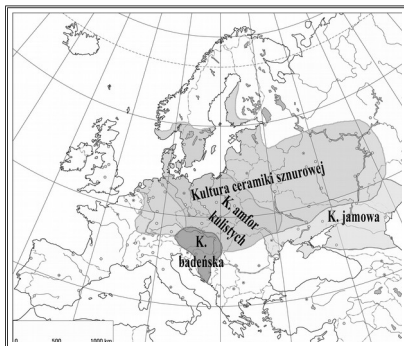 Kultura ceramiki sznurowej
K. amfor
kulistych
K. jamowa
K.
badeńska
0 500 1000 km